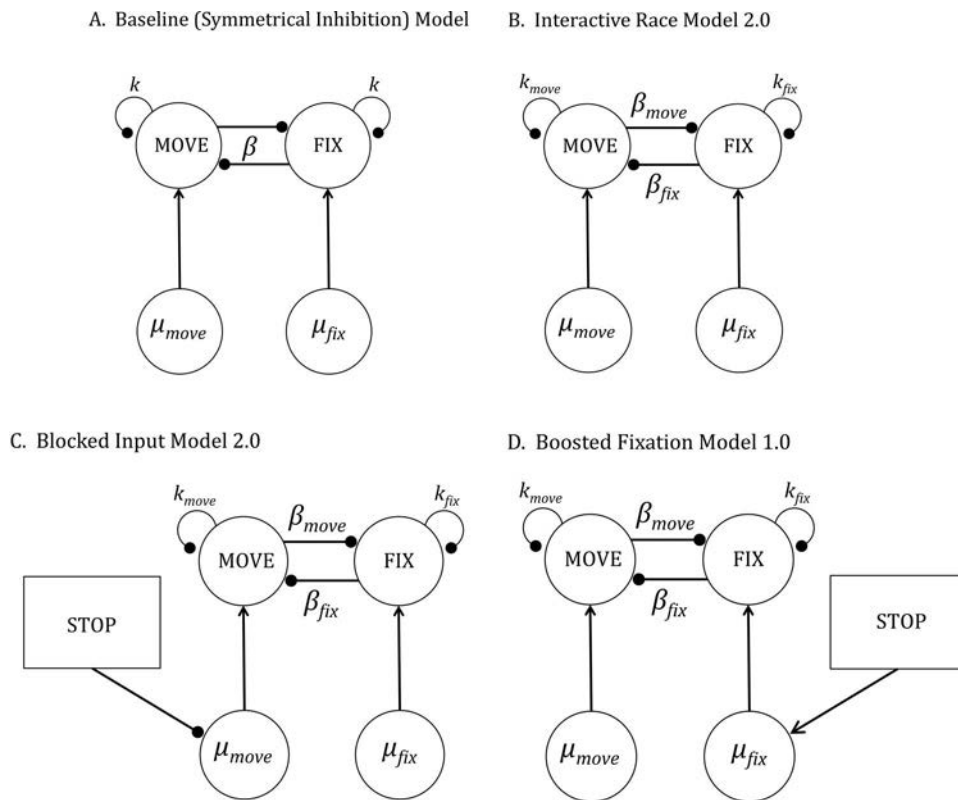 A. Baseline (Symmetrical Inhibition) Model
k
k
MOVE
β
FIX
μmove
μfix
B. Interactive Race Model 2.0
kmove
kfix
βmove
MOVE
FIX
βfix
μmove
μfix
C. Blocked Input Model 2.0
kmove
kfix
βmove
MOVE
FIX
βfix
STOP
μmove
μfix
D. Boosted Fixation Model 1.0
kmove
kfix
βmove
MOVE
FIX
βfix
STOP
μmove
μfix